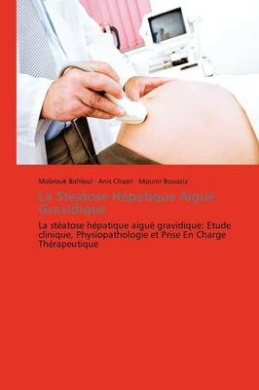 Mabrouk Bahloul · Anis Chaari · Mounir Bouaziz
La Stéatose Hépatique Aiguë
Gravidique
La stéatose hépatique aiguë gravidique: Etude
clinique, Physiopathologie et Prise En Charge
Thérapeutique